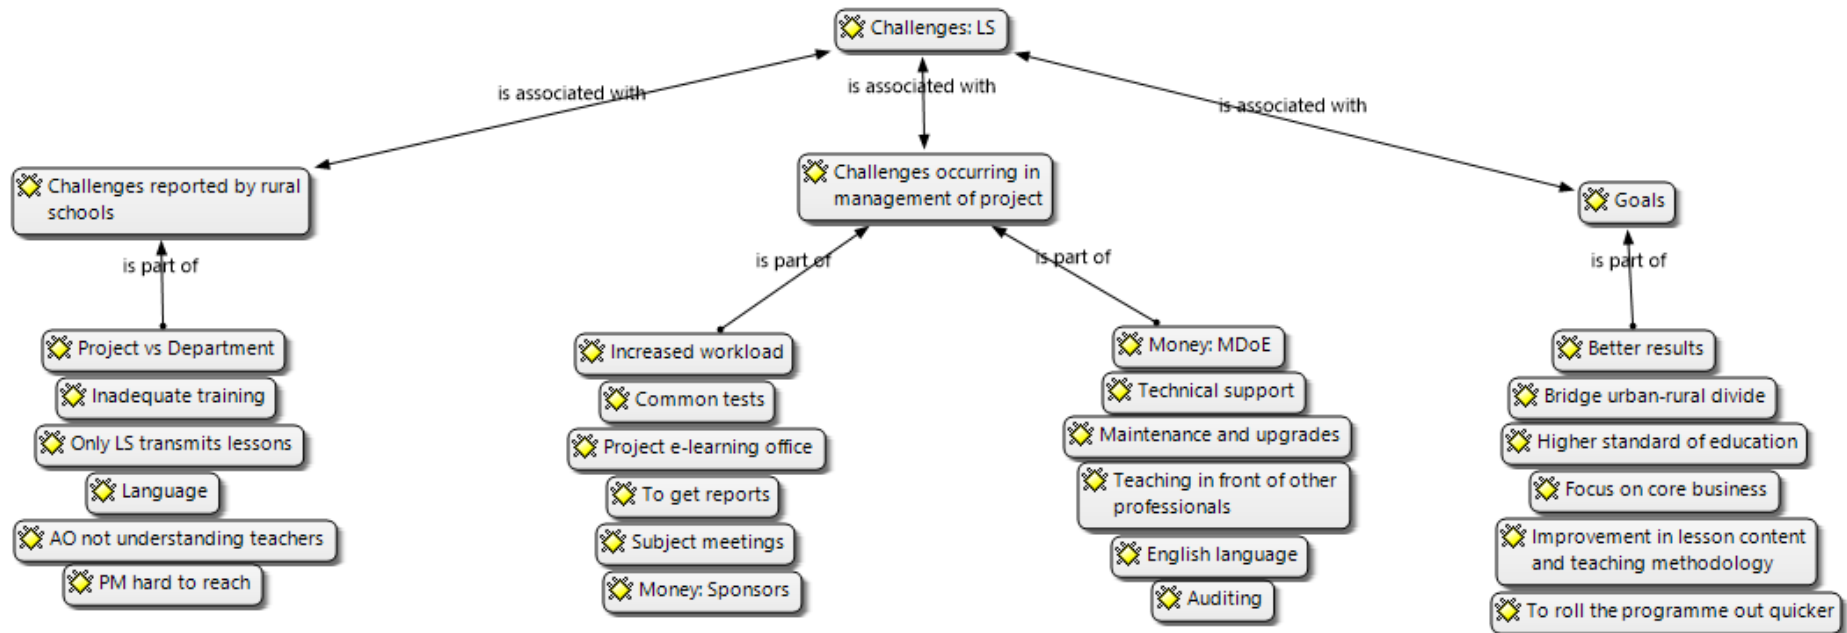 Challenges: LS
is associated with
is associated with
is associated with
Challenges reported by rural
schools
Challenges occurring in
management of project
Goals
is part of
is part of
is part of
is part of
Project vs Department
Inadequate training
Only LS transmits lessons
Language
AO not understanding teachers
PM hard to reach
Increased workload
Common tests
Project e-learning office
To get reports
Subject meetings
Money: Sponsors
Money: MDoE
Technical support
Maintenance and upgrades
Teaching in front of other
professionals
English language
Auditing
Better results
Bridge urban-rural divide
Higher standard of education
Focus on core business
Improvement in lesson content
and teaching methodology
To roll the programme out quicker